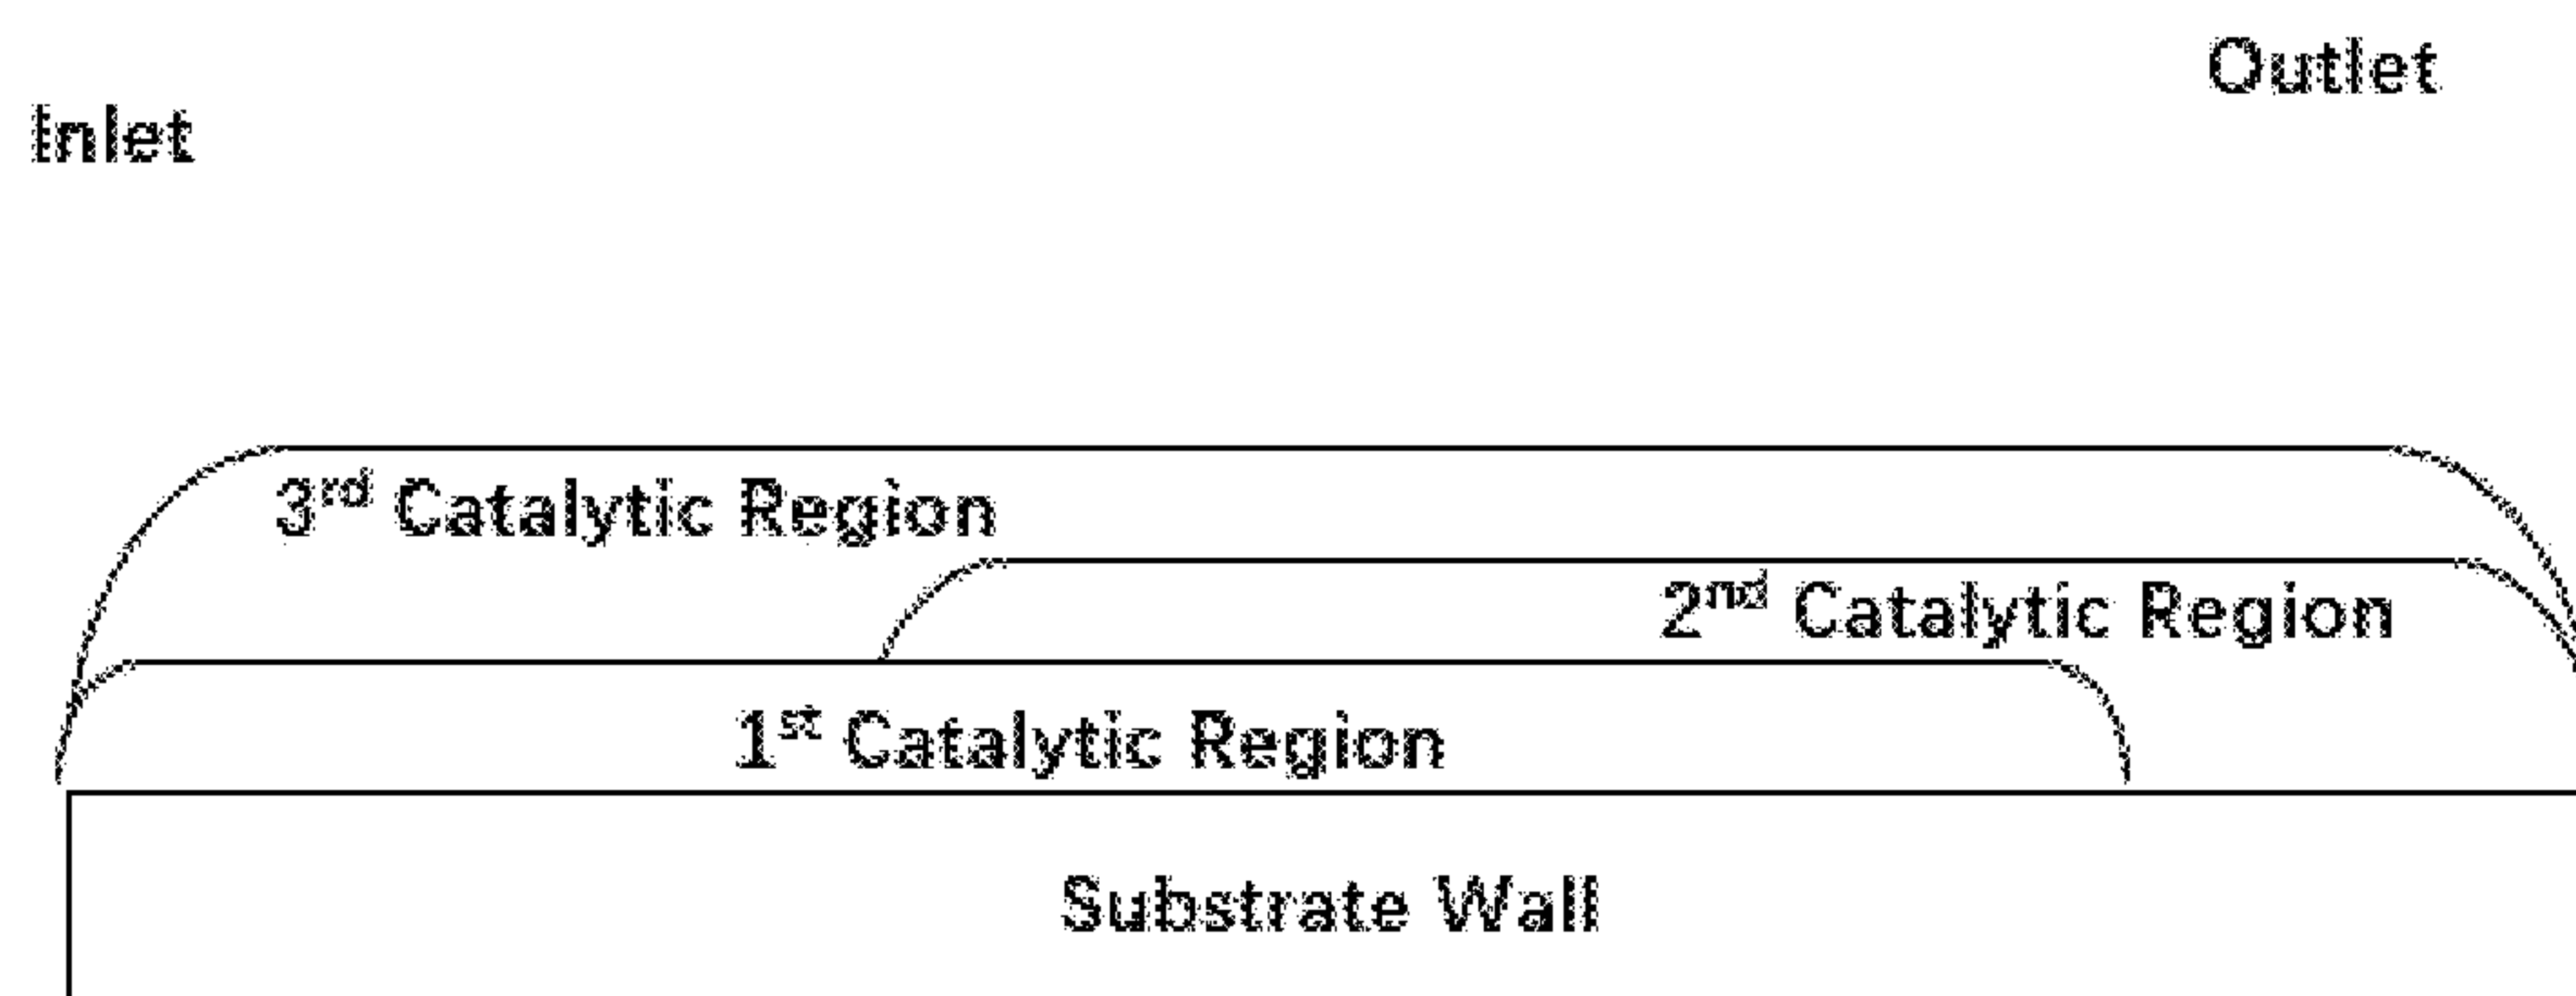 Outlet
Inlet
3rd Catalytic Region
2nd Catalytic Region
1st Catalytic Region
Substrate Wall